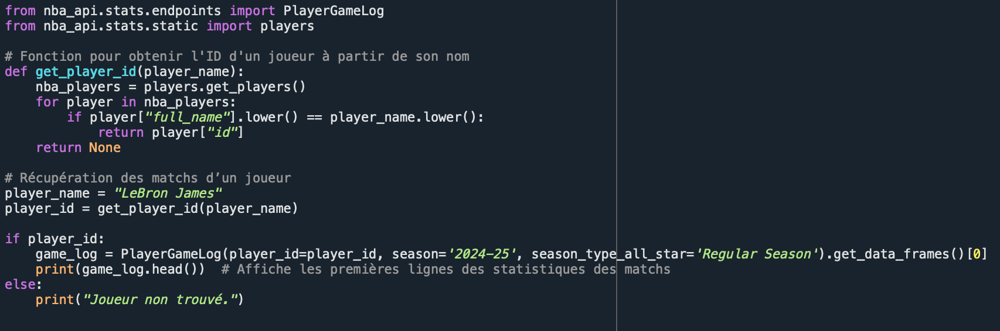 from nba_api.stats.endpoints import PlayerGameLog
from nba_api.stats.static import players
# Fonction pour obtenir l'ID d'un joueur à partir de son nom
def get_player_id(player_name):
    nba_players = players.get_players()
    for player in nba_players:
        if player["full_name"].lower() == player_name.lower():
            return player["id"]
    return None
# Récupération des matchs d’un joueur
player_name = "LeBron James"
player_id = get_player_id(player_name)
if player_id:
    game_log = PlayerGameLog(player_id=player_id, season='2024-25', season_type_all_star='Regular Season').get_data_frames()[0]
    print(game_log.head())  # Affiche les premières lignes des statistiques des matchs
else:
    print("Joueur non trouvé.")